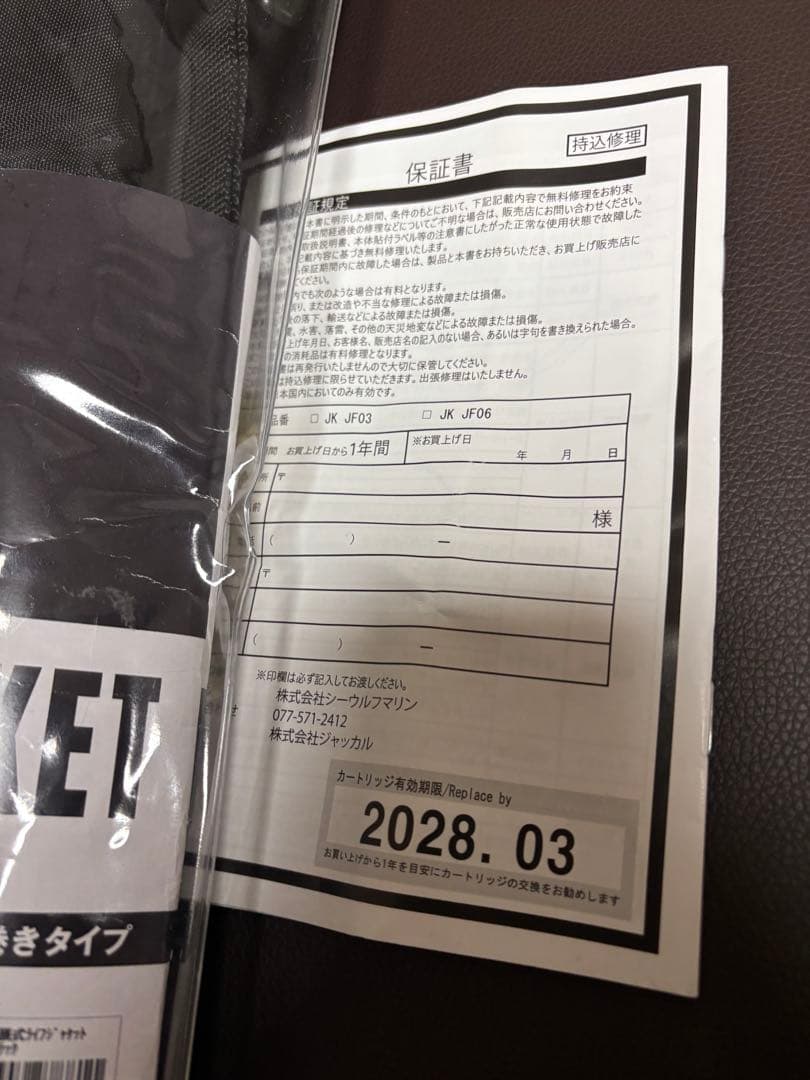 持込修理
保証書
証規定
本書に明示した期間、条件のもとにおいて、下記記載内容で無料修理をお約束
証期間経過後の修理などについてご不明な場合は、販売店にお問い合わせください。
取扱説明書、本体貼付ラベル等の注意書にしたがった正常な使用状態で故障した
記載内容に基づき無料修理いたします。
保証期間内に故障した場合は、製品と本書をお持ちいただき、お買上げ販売店に
ください。
内でも次のような場合は有料となります。
誤り、または改造や不当な修理による故障または損傷。
後の落下、輸送などによる故障または損傷。
、水害、落雷、その他の天災地変などによる故障または損傷。
上げ年月日、お客様名、販売店名の記入のない場合、あるいは字句を書き換えられた場合。
の消耗品は有料修理となります。
書は再発行いたしませんので大切に保管してください。
は持込修理に限らせていただきます。出張修理はいたしません。
本国内においてのみ有効です。
品番 □ JK JF03 □ JK JF06
期間 お買上げ日から1年間 ※お買上げ日 年 月 日
所 〒
前 様
話 ( ) ー
〒
( ) ー
※印欄は必ず記入してお渡しください。
株式会社シーウルフマリン
せ 077-571-2412
株式会社ジャッカル
カートリッジ有効期限/Replace by
2028. 03
お買い上げから1年を目安にカートリッジの交換をお勧めします
KET
巻きタイプ
膨脹式ライフジャケット